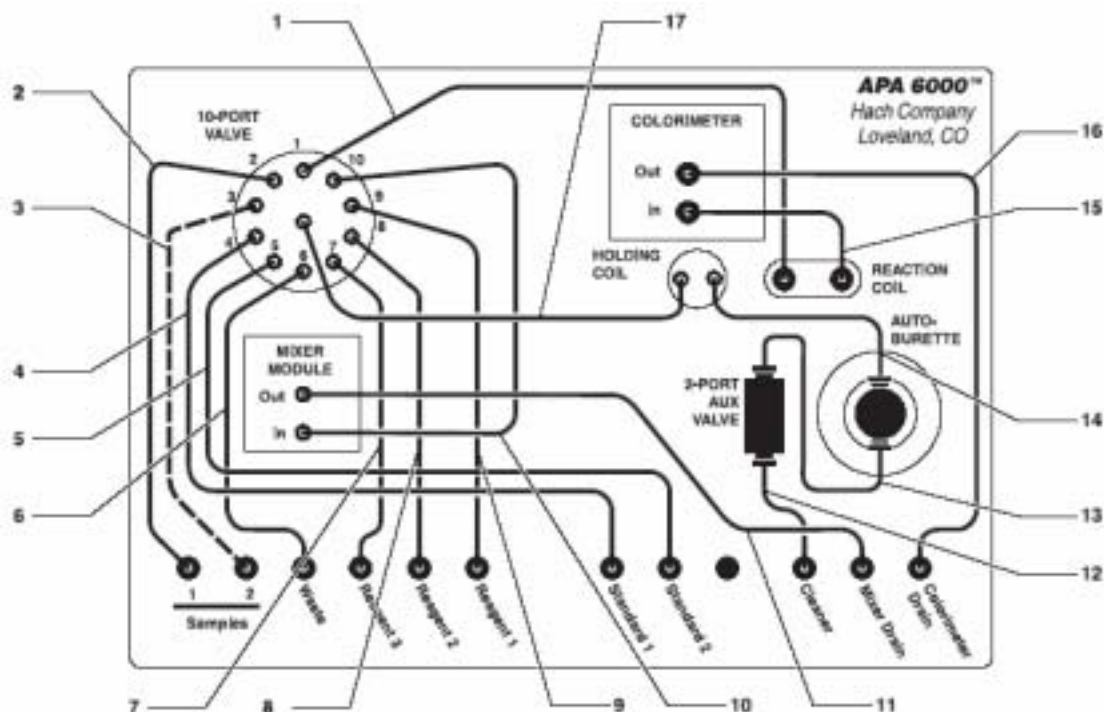 1
17
2
APA 6000™
Hach Company
Loveland, CO
10-PORT
VALVE
COLORIMETER
16
1
2
10
Out
3
3
9
In
15
4
8
5
6
7
HOLDING
COIL
REACTION
COIL
AUTO-
BURETTE
4
MIXER
MODULE
2-PORT
AUX
VALVE
Out
14
5
In
6
13
12
1
2
Samples
Waste
Reagent 3
Reagent 2
Reagent 1
Standard 1
Standard 2
Cleaner
Mixer Drain
Colorimeter
Drain
7
8
9
10
11